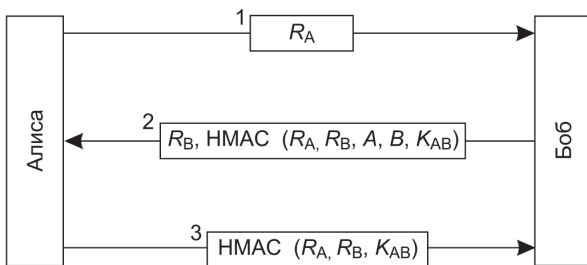 1
R_A
Алиса
Боб
2
R_B, HMAC (R_A, R_B, A, B, K_AB)
3
HMAC (R_A, R_B, K_AB)